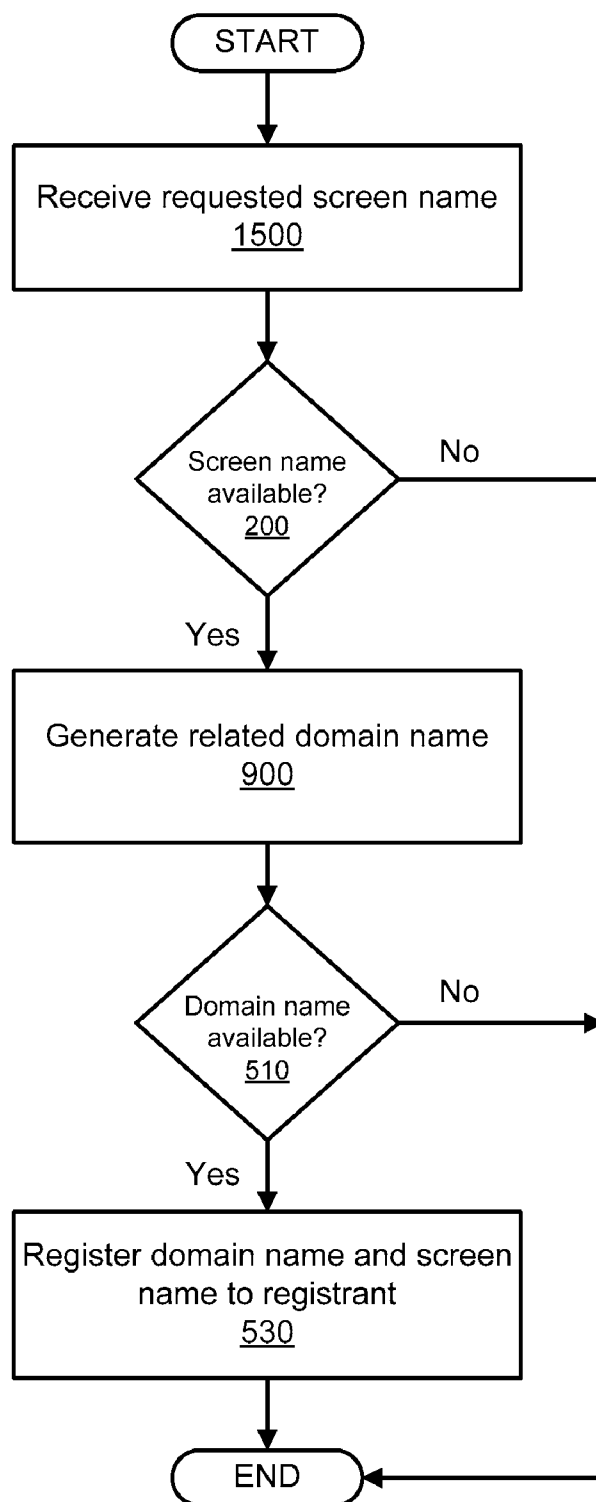 START
Receive requested screen name
1500
Screen name
available?
200
No
Yes
Generate related domain name
900
Domain name
available?
510
No
Yes
Register domain name and screen
name to registrant
530
END